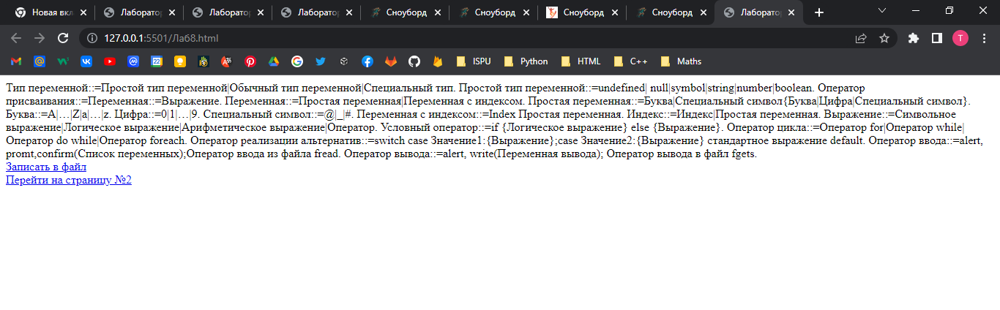 Новая вкл
Лаборатор
Лаборатор
Лаборатор
Сноуборд
Сноуборд
Сноуборд
Сноуборд
Лаборатор
127.0.0.1:5501/Лаб8.html
T
22
ISPU
Python
HTML
C++
Maths
Тип переменной::=Простой тип переменной|Обычный тип переменной|Специальный тип. Простой тип переменной::=undefined| null|symbol|string|number|boolean. Оператор
присваивания::=Переменная::=Выражение. Переменная::=Простая переменная|Переменная с индексом. Простая переменная::=Буква|Специальный символ{Буква|Цифра|Специальный символ}.
Буква::=A|…|Z|a|…|z. Цифра::=0|1|…|9. Специальный символ::=@|_|#. Переменная с индексом::=Index Простая переменная. Индекс::=Индекс|Простая переменная. Выражение::=Символьное
выражение|Логическое выражение|Арифметическое выражение|Оператор. Условный оператор::=if {Логическое выражение} else {Выражение}. Оператор цикла::=Оператор for|Оператор while|
Оператор do while|Оператор foreach. Оператор реализации альтернатив::=switch case Значение1:{Выражение};case Значение2:{Выражение} стандартное выражение default. Оператор ввода::=alert,
promt,confirm(Список переменных);Оператор ввода из файла fread. Оператор вывода::=alert, write(Переменная вывода); Оператор вывода в файл fgets.
Записать в файл
Перейти на страницу №2